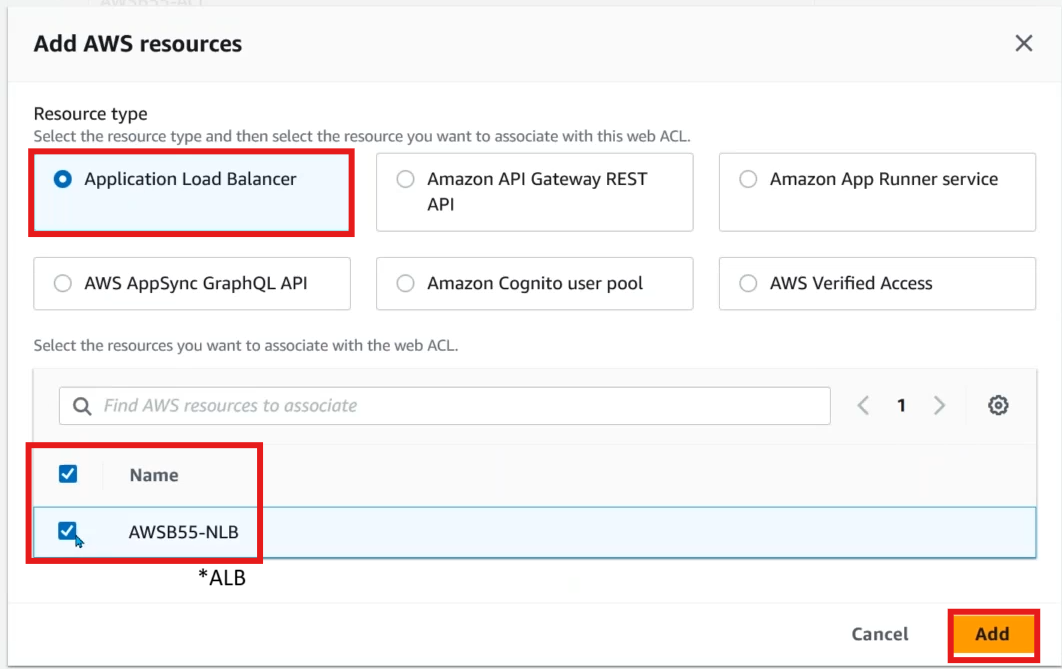 Add AWS resources
Resource type
Select the resource type and then select the resource you want to associate with this web ACL.
Application Load Balancer
Amazon API Gateway REST
API
Amazon App Runner service
AWS AppSync GraphQL API
Amazon Cognito user pool
AWS Verified Access
Select the resources you want to associate with the web ACL.
Find AWS resources to associate
1
Name
AWSB55-NLB
*ALB
Cancel
Add